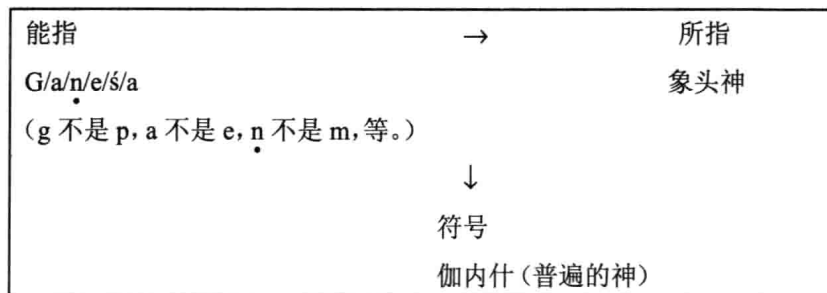 能指 → 所指
G/a/ṇ/e/ś/a 象头神
（g 不是 p，a 不是 e，ṇ 不是 m，等。）
↓
符号
伽内什（普遍的神）